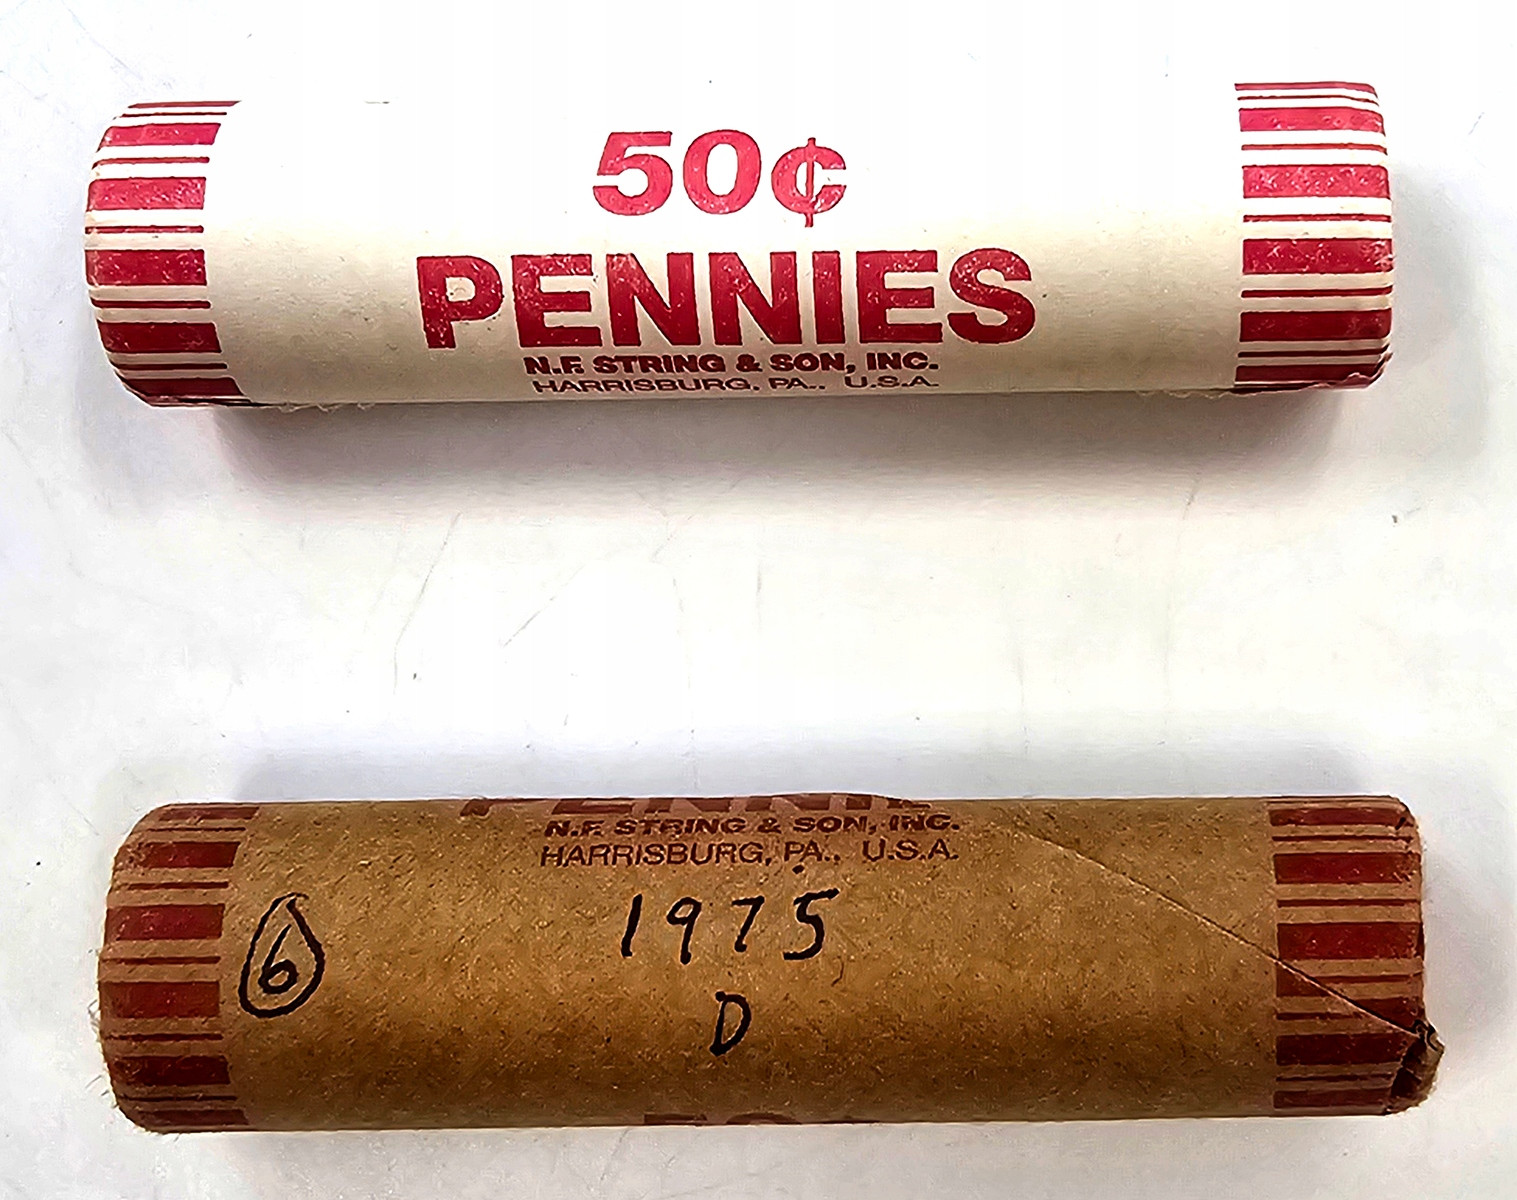 50¢
PENNIES
N.F. STRING & SON, INC.
HARRISBURG, PA., U.S.A.
N.F. STRING & SON, INC.
HARRISBURG, PA., U.S.A.
1975
6
D